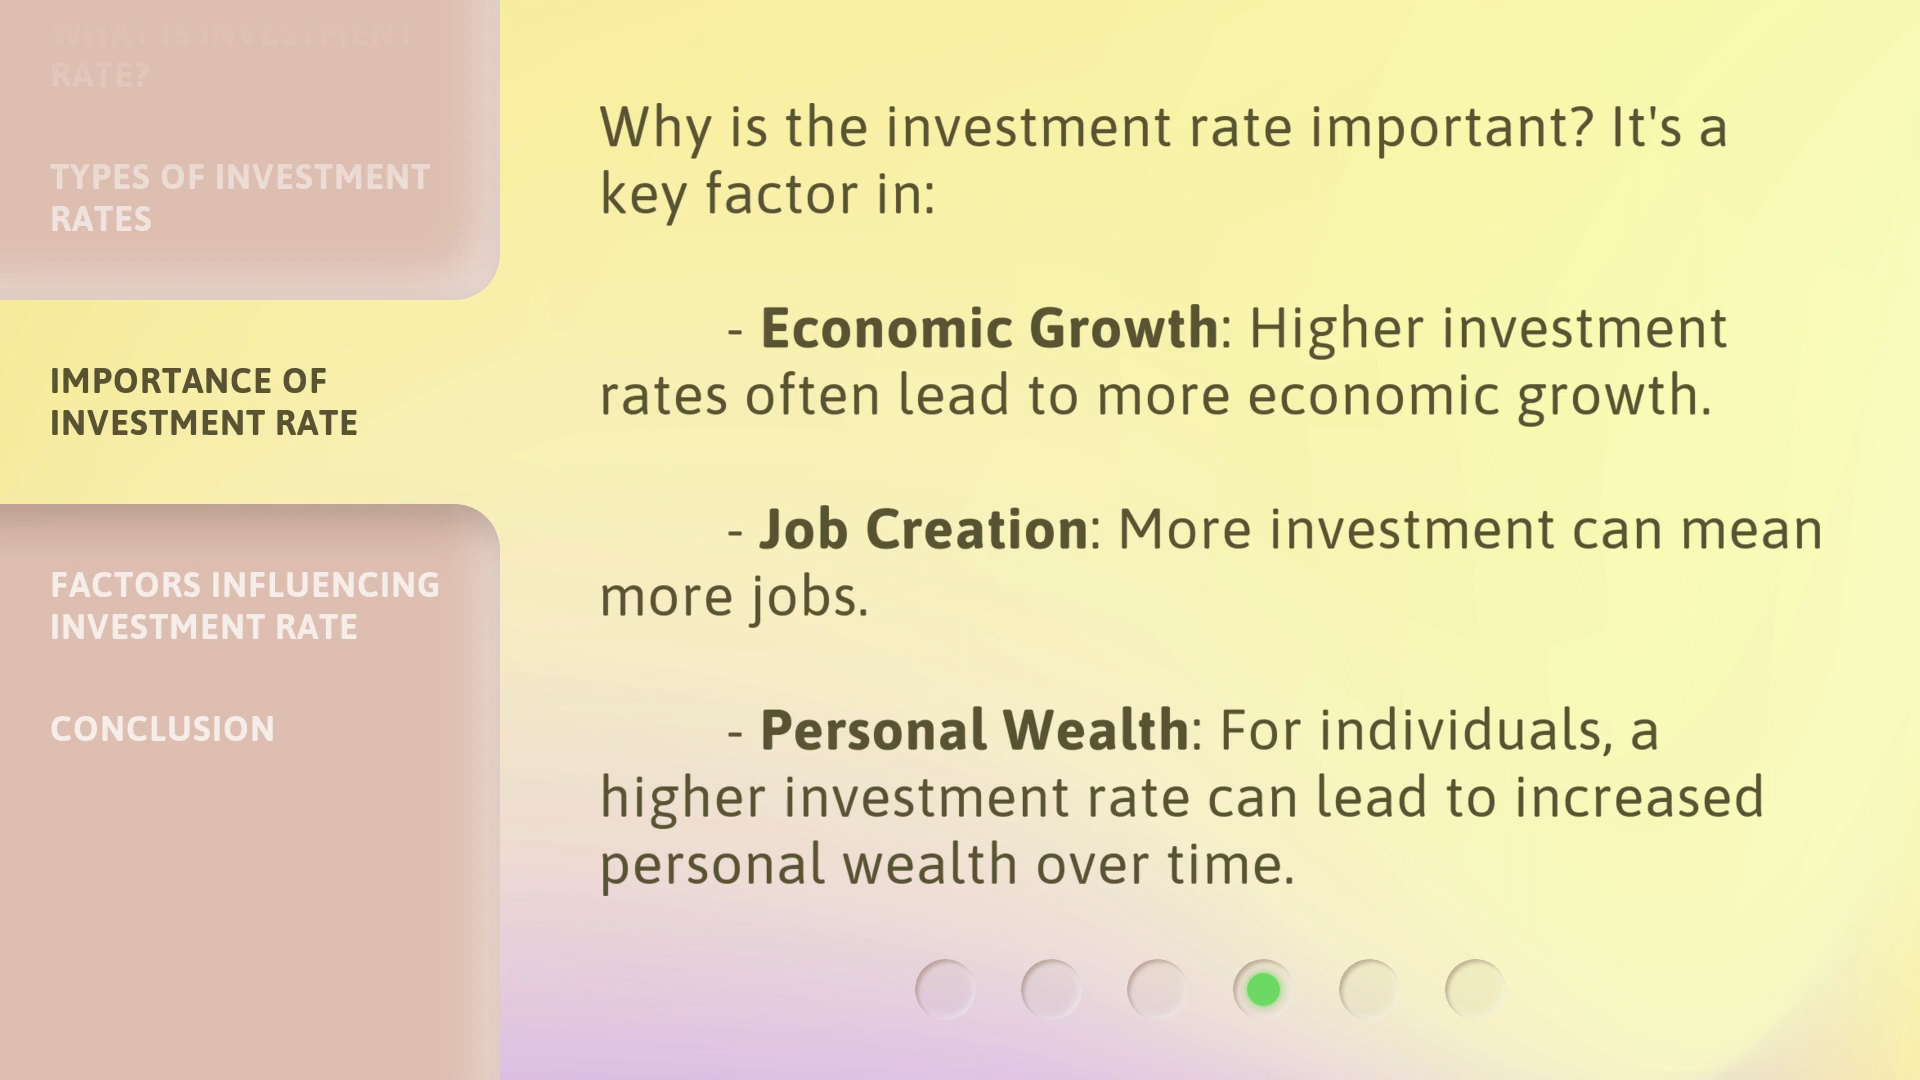 WHAT IS INVESTMENT
RATE?
TYPES OF INVESTMENT
RATES
IMPORTANCE OF
INVESTMENT RATE
FACTORS INFLUENCING
INVESTMENT RATE
CONCLUSION
Why is the investment rate important? It's a
key factor in:
- Economic Growth: Higher investment
rates often lead to more economic growth.
- Job Creation: More investment can mean
more jobs.
- Personal Wealth: For individuals, a
higher investment rate can lead to increased
personal wealth over time.